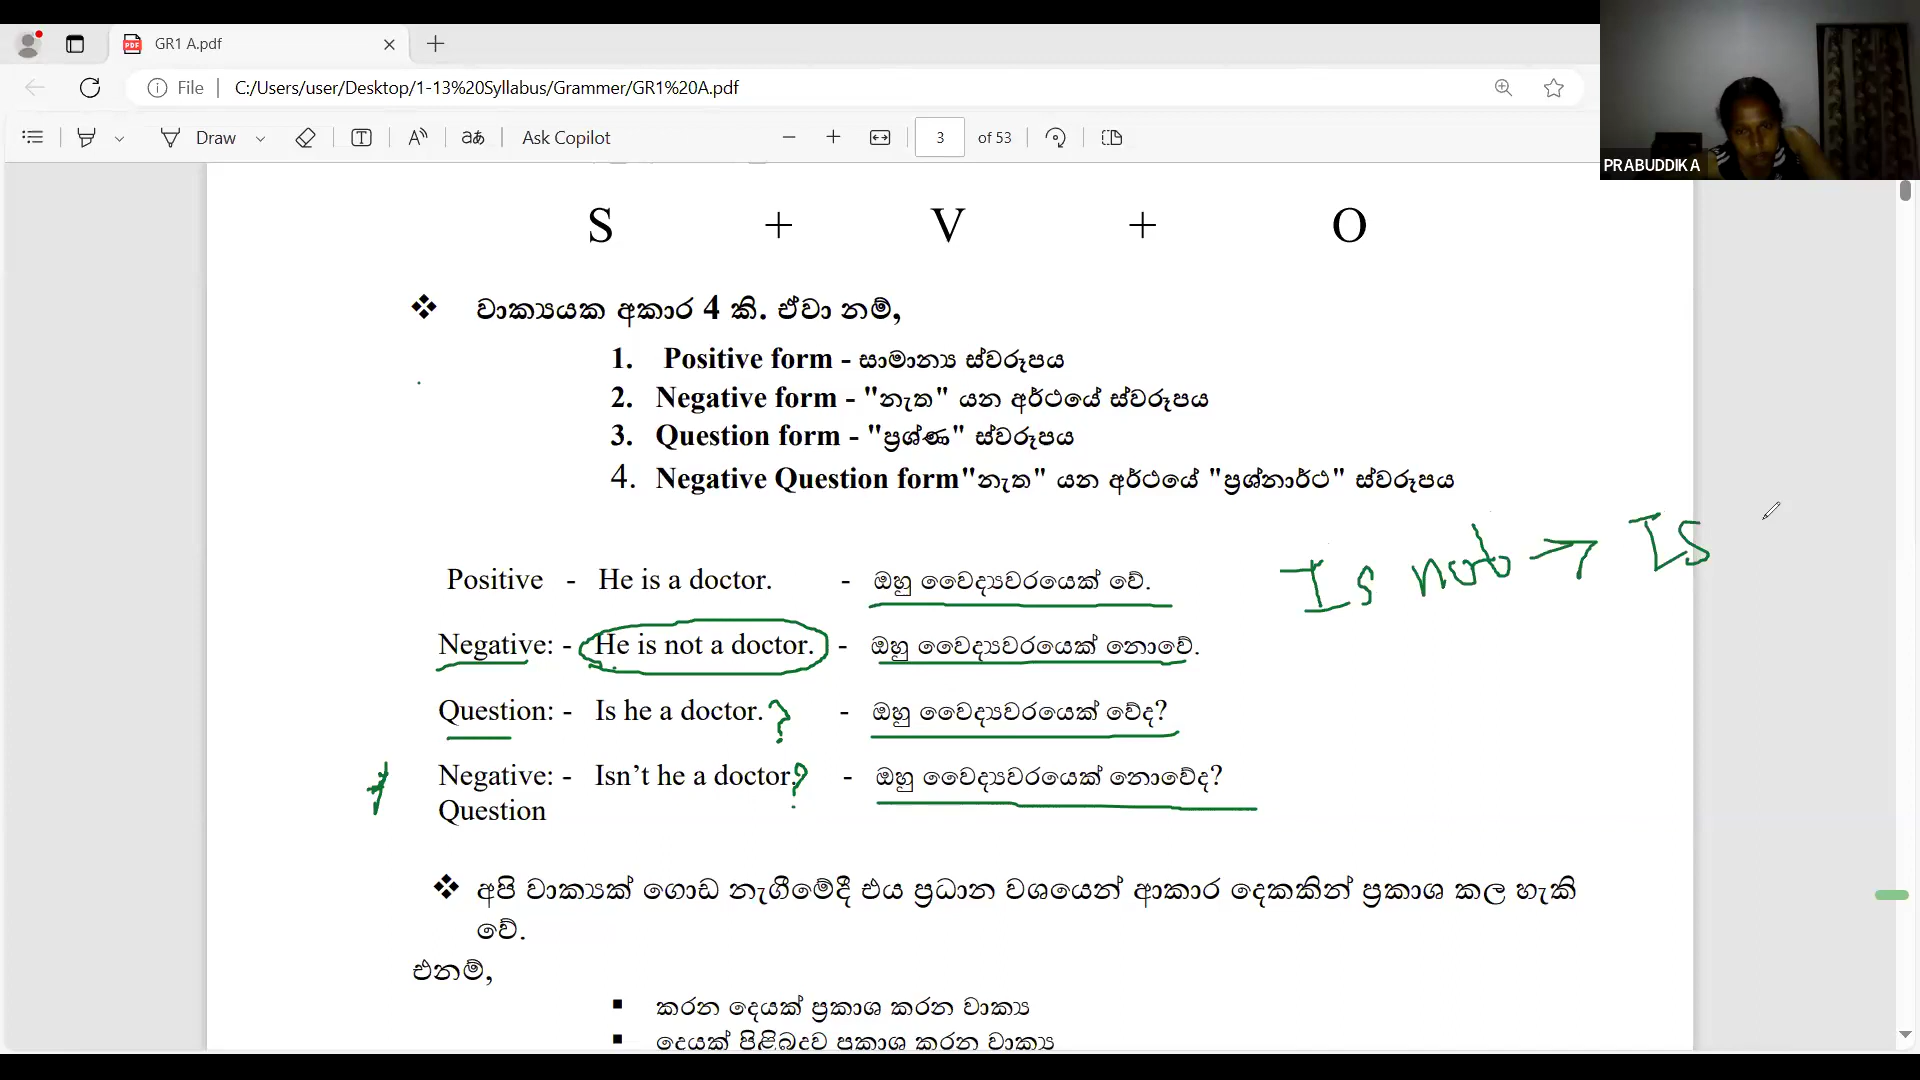 GR1 A.pdf
File C:/Users/user/Desktop/1-13%20Syllabus/Grammer/GR1%20A.pdf
Draw Ask Copilot 3 of 53
PRABUDDIKA
S + V + O
❖ වාක්‍යයක අකාර 4 කි. ඒවා නම්,
1. Positive form - සාමාන්‍ය ස්වරූපය
2. Negative form - "නැත" යන අර්ථයේ ස්වරූපය
3. Question form - "ප්‍රශ්ණ" ස්වරූපය
4. Negative Question form"නැත" යන අර්ථයේ "ප්‍රශ්නාර්ථ" ස්වරූපය
Is not → Is
Positive - He is a doctor. - ඔහු වෛද්‍යවරයෙක් වේ.
Negative: - He is not a doctor. - ඔහු වෛද්‍යවරයෙක් නොවේ.
Question: - Is he a doctor.? - ඔහු වෛද්‍යවරයෙක් වේද?
Negative: - Isn’t he a doctor.? - ඔහු වෛද්‍යවරයෙක් නොවේද?
Question
❖ අපි වාක්‍යක් ගොඩ නැගීමේදී එය ප්‍රධාන වශයෙන් ආකාර දෙකකින් ප්‍රකාශ කල හැකි
වේ.
එනම්,
▪ කරන දෙයක් ප්‍රකාශ කරන වාක්‍ය
▪ දෙයක් පිළිබදව ප්‍රකාශ කරන වාක්‍ය